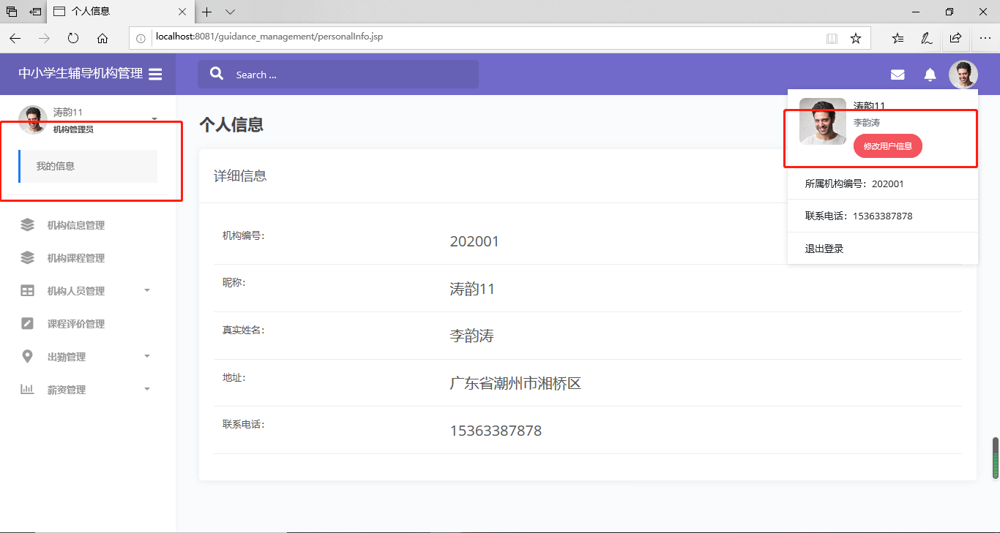 个人信息
localhost:8081/guidance_management/personalInfo.jsp
中小学生辅导机构管理
Search ...
涛韵11
机构管理员
我的信息
机构信息管理
机构课程管理
机构人员管理
课程评价管理
出勤管理
薪资管理
个人信息
详细信息
机构编号:
202001
昵称:
涛韵11
真实姓名:
李韵涛
地址:
广东省潮州市湘桥区
联系电话:
15363387878
涛韵11
李韵涛
修改用户信息
所属机构编号: 202001
联系电话: 15363387878
退出登录